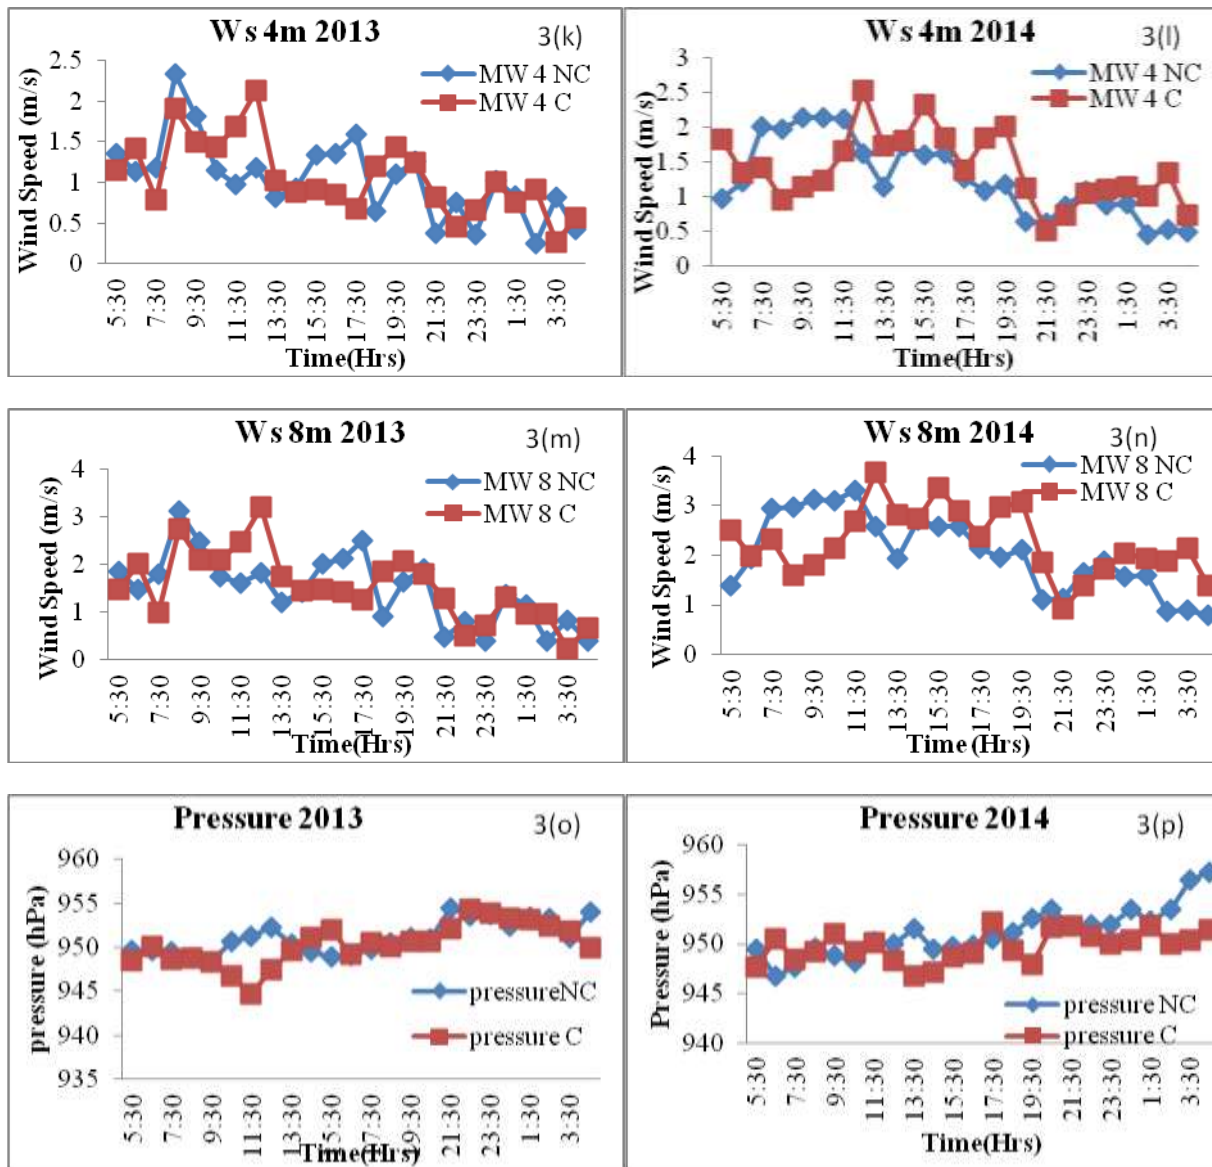 Ws 4m 2013
3(k)
MW 4 NC
MW 4 C
Wind Speed (m/s)
2.5
2
1.5
1
0.5
0
5:30
7:30
9:30
11:30
13:30
15:30
17:30
19:30
21:30
23:30
1:30
3:30
Time(Hrs)
Ws 4m 2014
3(l)
MW 4 NC
MW 4 C
Wind Speed (m/s)
3
2.5
2
1.5
1
0.5
0
5:30
7:30
9:30
11:30
13:30
15:30
17:30
19:30
21:30
23:30
1:30
3:30
Time(Hrs)
Ws 8m 2013
3(m)
MW 8 NC
MW 8 C
Wind Speed (m/s)
4
3
2
1
0
5:30
7:30
9:30
11:30
13:30
15:30
17:30
19:30
21:30
23:30
1:30
3:30
Time(Hrs)
Ws 8m 2014
3(n)
MW 8 NC
MW 8 C
Wind Speed (m/s)
4
3
2
1
0
5:30
7:30
9:30
11:30
13:30
15:30
17:30
19:30
21:30
23:30
1:30
3:30
Time(Hrs)
Pressure 2013
3(o)
pressure (hPa)
960
955
950
945
940
935
pressureNC
pressure C
5:30
7:30
9:30
11:30
13:30
15:30
17:30
19:30
21:30
23:30
1:30
3:30
Time(Hrs)
Pressure 2014
3(p)
Pressure (hPa)
960
955
950
945
940
pressure NC
pressure C
5:30
7:30
9:30
11:30
13:30
15:30
17:30
19:30
21:30
23:30
1:30
3:30
Time(Hrs)